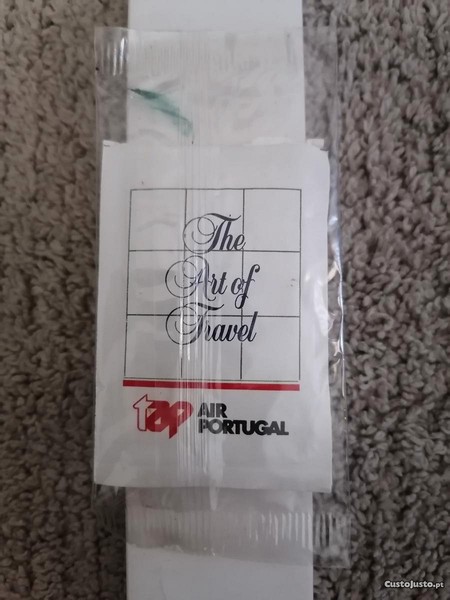 The
Art of
Travel
tap AIR
PORTUGAL
CustoJusto.pt